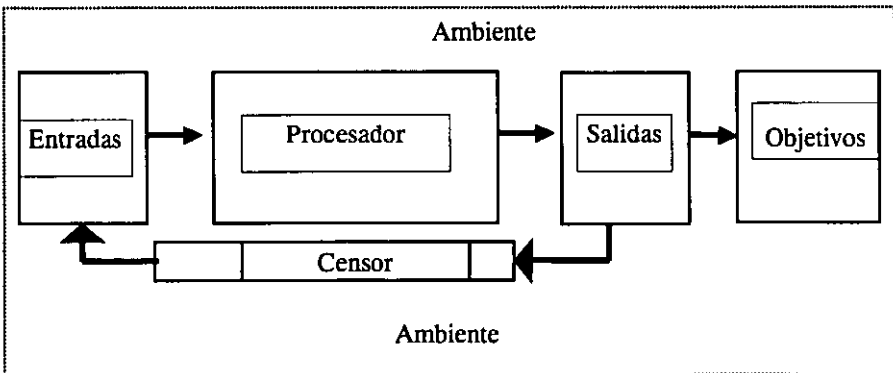 Ambiente
Entradas
Procesador
Salidas
Objetivos
Censor
Ambiente